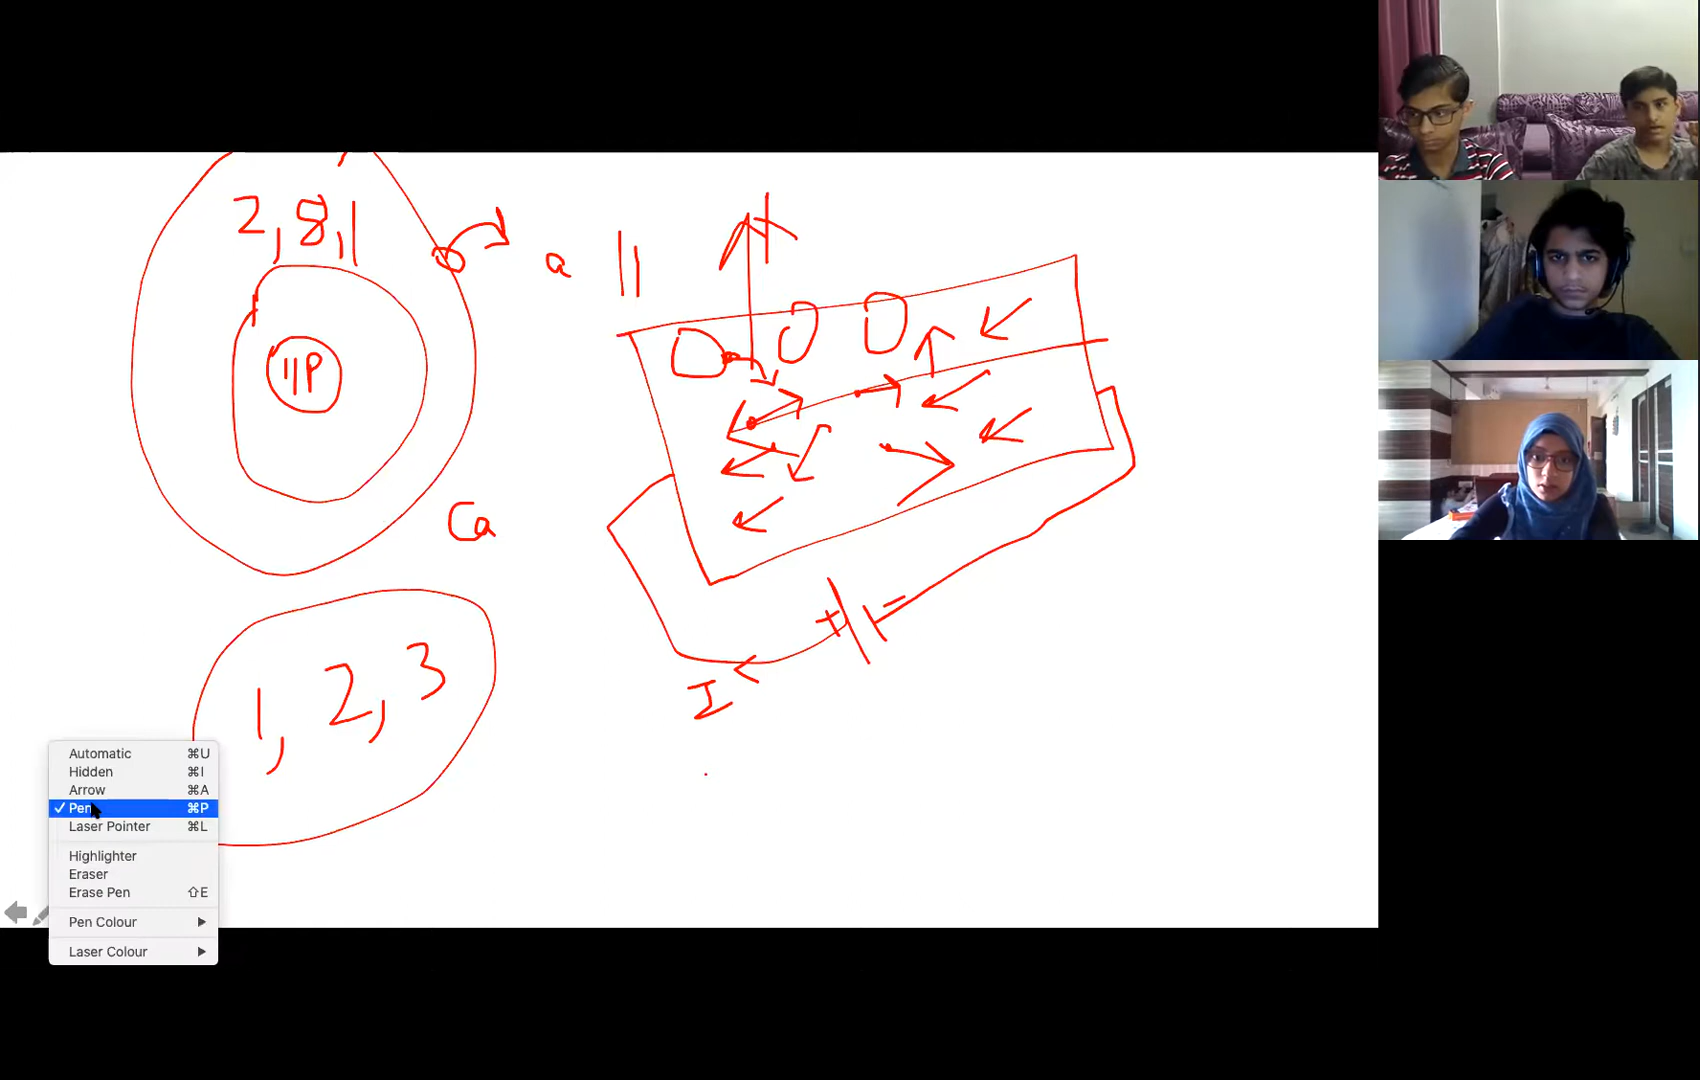 2, 8, 1
a 11
11P
Ca
1, 2, 3
+ -
I
Automatic ⌘U
Hidden ⌘I
Arrow ⌘A
✓ Pen ⌘P
Laser Pointer ⌘L
Highlighter
Eraser
Erase Pen ⇧E
Pen Colour ▶
Laser Colour ▶